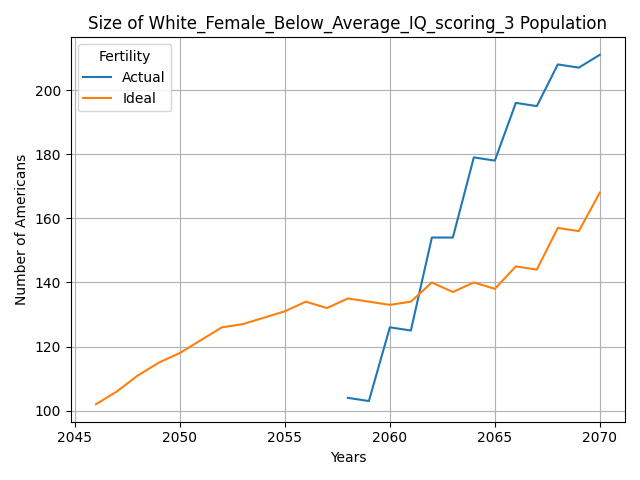 Size of White_Female_Below_Average_IQ_scoring_3 Population
Fertility
Actual
Ideal
Number of Americans
200
180
160
140
120
100
2045
2050
2055
2060
2065
2070
Years